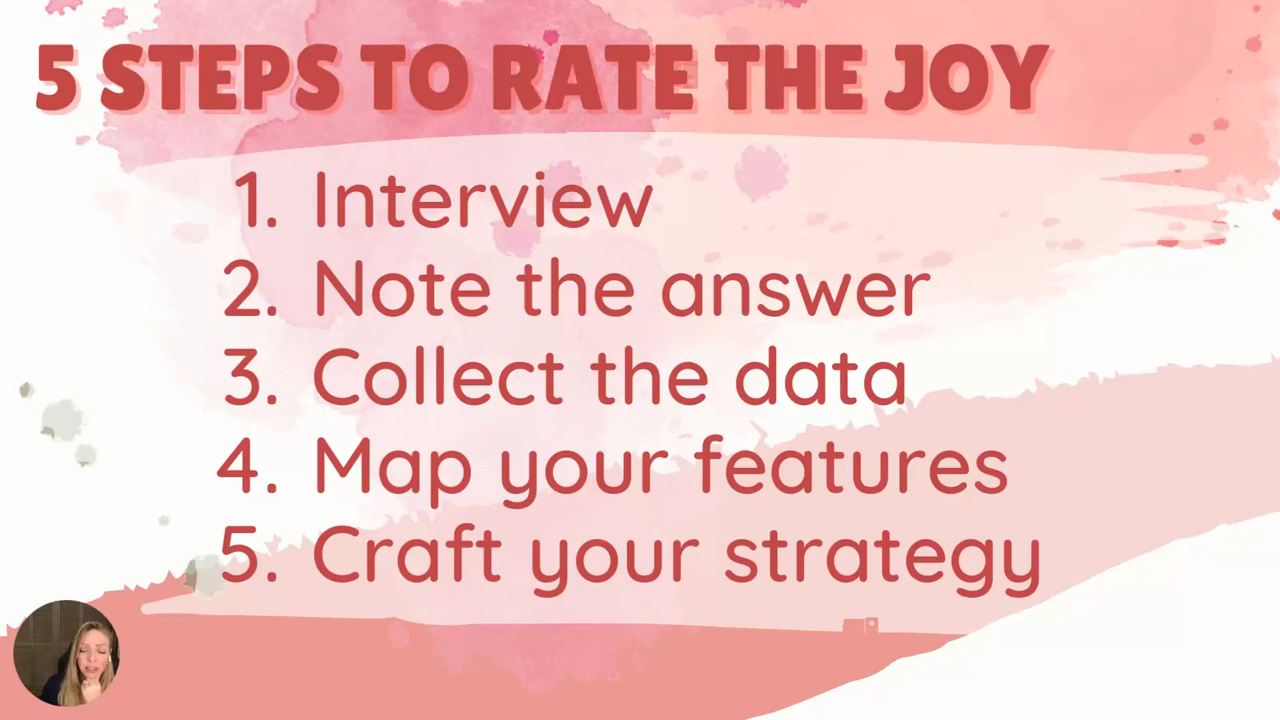 5 STEPS TO RATE THE JOY
1. Interview
2. Note the answer
3. Collect the data
4. Map your features
5. Craft your strategy